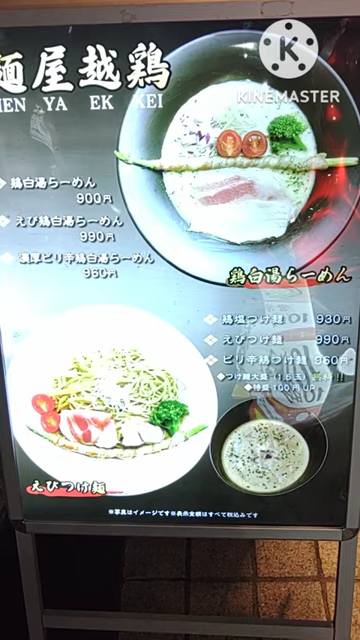 麺屋越鶏
MEN YA EK KEI
KINEMASTER
鶏白湯らーめん
900円
えび鶏白湯らーめん
990円
濃厚ピリ辛鶏白湯らーめん
960円
鶏白湯らーめん
鶏塩つけ麺 930円
えびつけ麺 990円
ピリ辛鶏つけ麺 960円
◆つけ麺大盛(1.5玉)
◆特盛100円UP
えびつけ麺
※写真はイメージです※表示金額はすべて税込みです